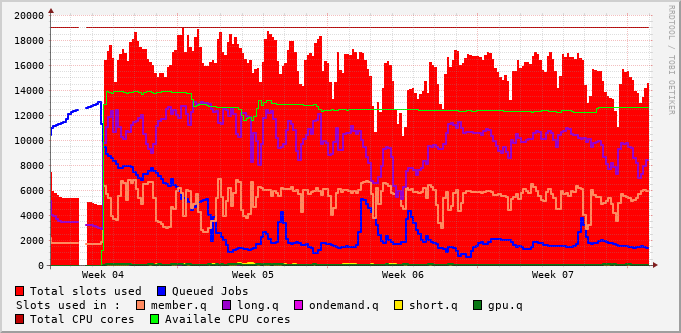 20000
18000
16000
14000
12000
10000
8000
6000
4000
2000
0
Week 04 Week 05 Week 06 Week 07
RRDTOOL / TOBI OETIKER
Total slots used Queued Jobs
Slots used in : member.q long.q ondemand.q short.q gpu.q
Total CPU cores Availale CPU cores